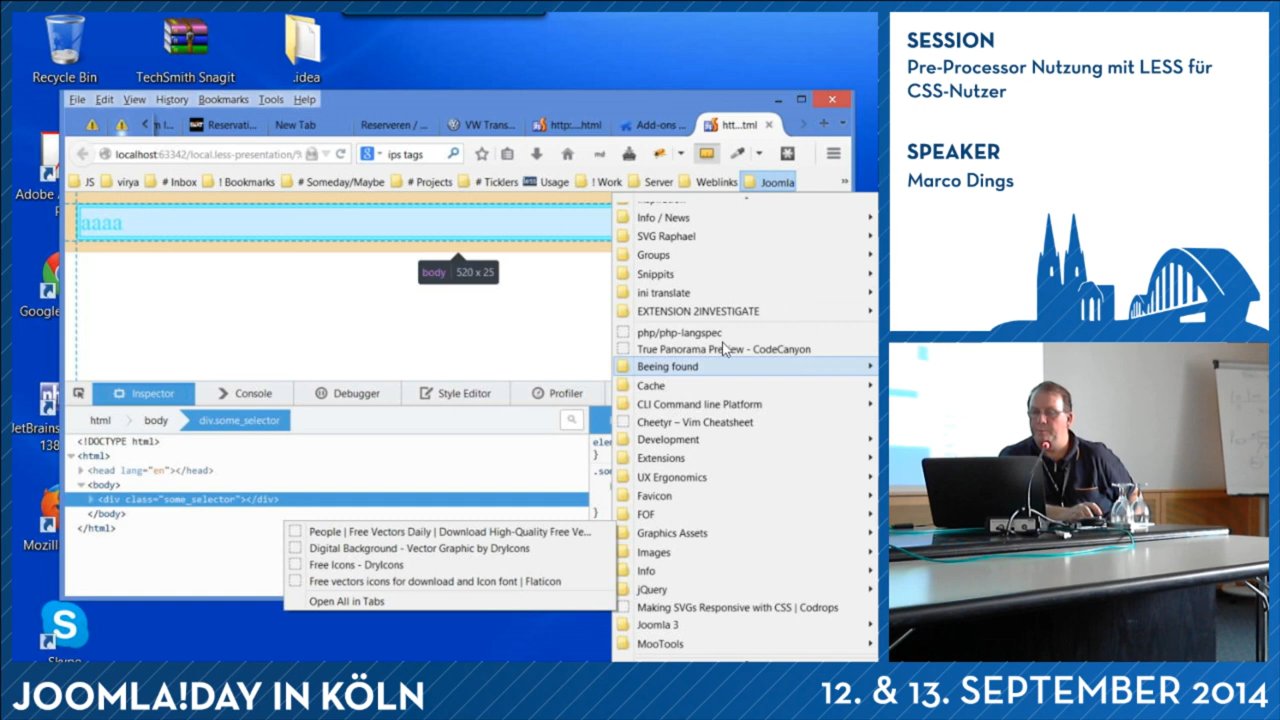 Recycle Bin
TechSmith Snagit
.idea
File Edit View History Bookmarks Tools Help
Reservati...
New Tab
Reserveren / ...
VW Trans...
http:...html
Add-ons ...
htt...tml
localhost:63342/local.less-presentation/
ips tags
JS
virya
# Inbox
! Bookmarks
# Someday/Maybe
# Projects
# Ticklers
Usage
! Work
Server
Weblinks
Joomla
Adobe
Google
JetBrains
138
Mozill
aaaa
body 520 x 25
Inspector
Console
Debugger
Style Editor
Profiler
html
body
div.some_selector
<!DOCTYPE html>
<html>
<head lang="en"></head>
<body>
<div class="some_selector"></div>
</body>
</html>
}
}
People | Free Vectors Daily | Download High-Quality Free Ve...
Digital Background - Vector Graphic by DryIcons
Free Icons - DryIcons
Free vectors icons for download and Icon font | Flaticon
Open All in Tabs
Info / News
SVG Raphael
Groups
Snippits
ini translate
EXTENSION 2INVESTIGATE
php/php-langspec
True Panorama Preview - CodeCanyon
Beeing found
Cache
CLI Command line Platform
Cheetyr – Vim Cheatsheet
Development
Extensions
UX Ergonomics
Favicon
FOF
Graphics Assets
Images
Info
jQuery
Making SVGs Responsive with CSS | Codrops
Joomla 3
MooTools
SESSION
Pre-Processor Nutzung mit LESS für
CSS-Nutzer
SPEAKER
Marco Dings
JOOMLA!DAY IN KÖLN
12. & 13. SEPTEMBER 2014